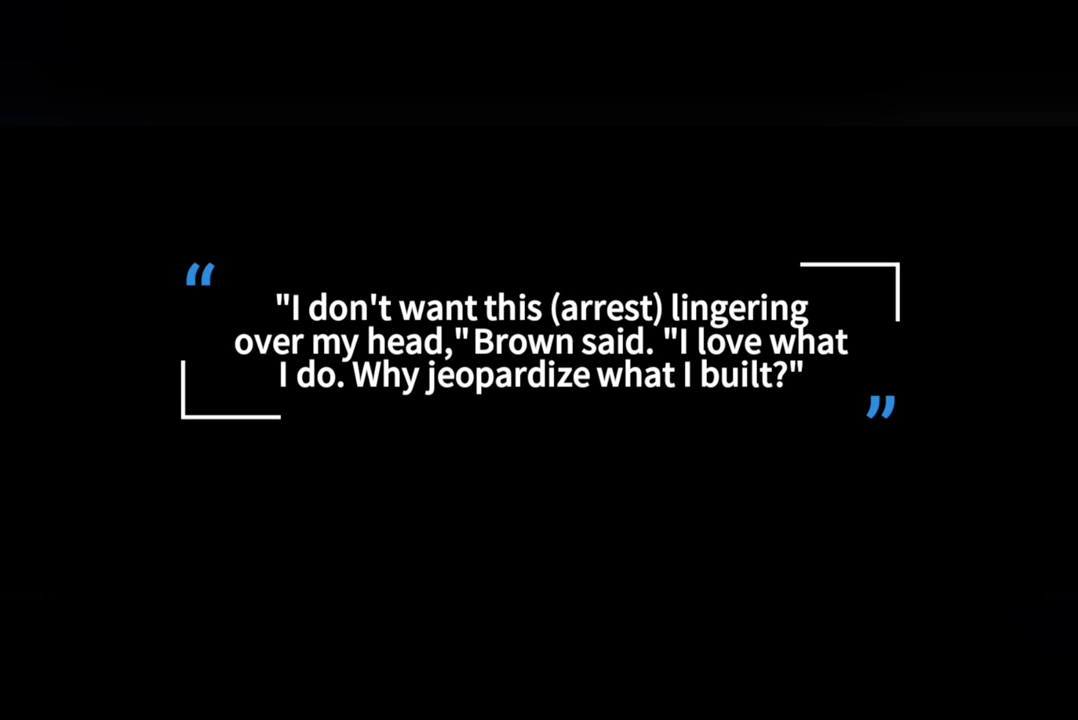 “
"I don't want this (arrest) lingering
over my head," Brown said. "I love what
I do. Why jeopardize what I built?"
”